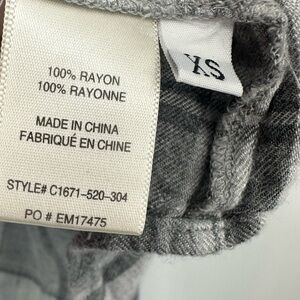 100% RAYON
100% RAYONNE
MADE IN CHINA
FABRIQUÉ EN CHINE
STYLE# C1671-520-304
PO # EM17475
XS